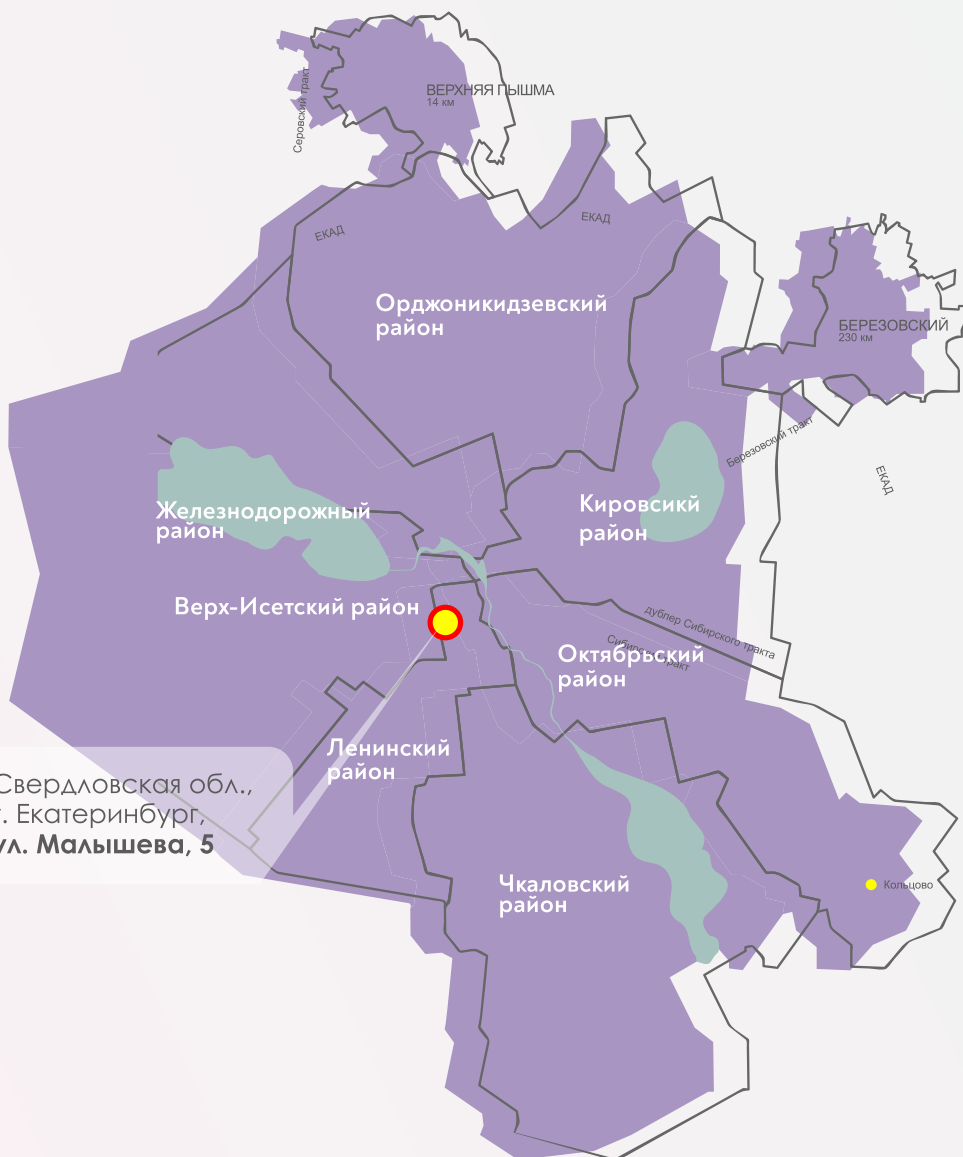 ВЕРХНЯЯ ПЫШМА
14 км
Серовский тракт
ЕКАД
ЕКАД
Орджоникидзевский
район
БЕРЕЗОВСКИЙ
230 км
Березовский тракт
ЕКАД
Железнодорожный
район
Кировсикй
район
Верх-Исетский район
дублер Сибирского тракта
Сибирский тракт
Октябрьский
район
Ленинский
район
Свердловская обл.,
г. Екатеринбург,
ул. Малышева, 5
Чкаловский
район
Кольцово